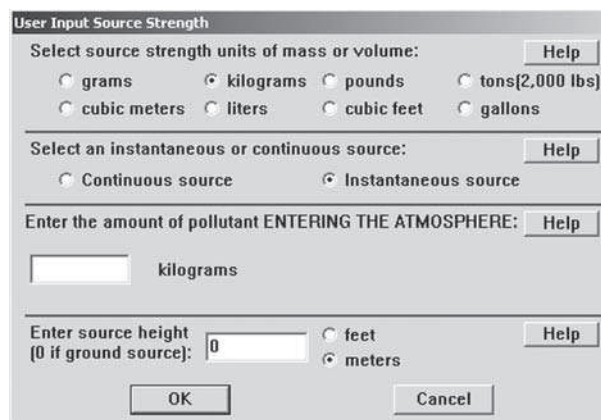 User Input Source Strength
Select source strength units of mass or volume: Help
grams kilograms pounds tons(2,000 lbs)
cubic meters liters cubic feet gallons
Select an instantaneous or continuous source: Help
Continuous source Instantaneous source
Enter the amount of pollutant ENTERING THE ATMOSPHERE: Help
kilograms
Enter source height feet Help
(0 if ground source): 0 meters
OK Cancel